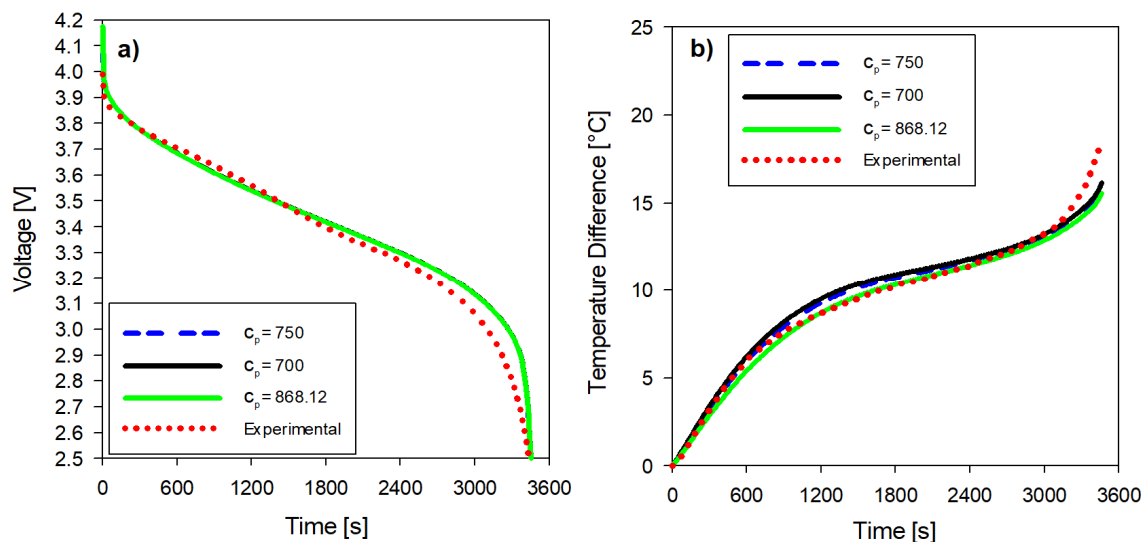 a)
Voltage [V]
4.2
4.1
4.0
3.9
3.8
3.7
3.6
3.5
3.4
3.3
3.2
3.1
3.0
2.9
2.8
2.7
2.6
2.5
Cp = 750
Cp = 700
Cp = 868.12
Experimental
0 600 1200 1800 2400 3000 3600
Time [s]
b)
Temperature Difference [°C]
25
20
15
10
5
0
Cp = 750
Cp = 700
Cp = 868.12
Experimental
0 600 1200 1800 2400 3000 3600
Time [s]